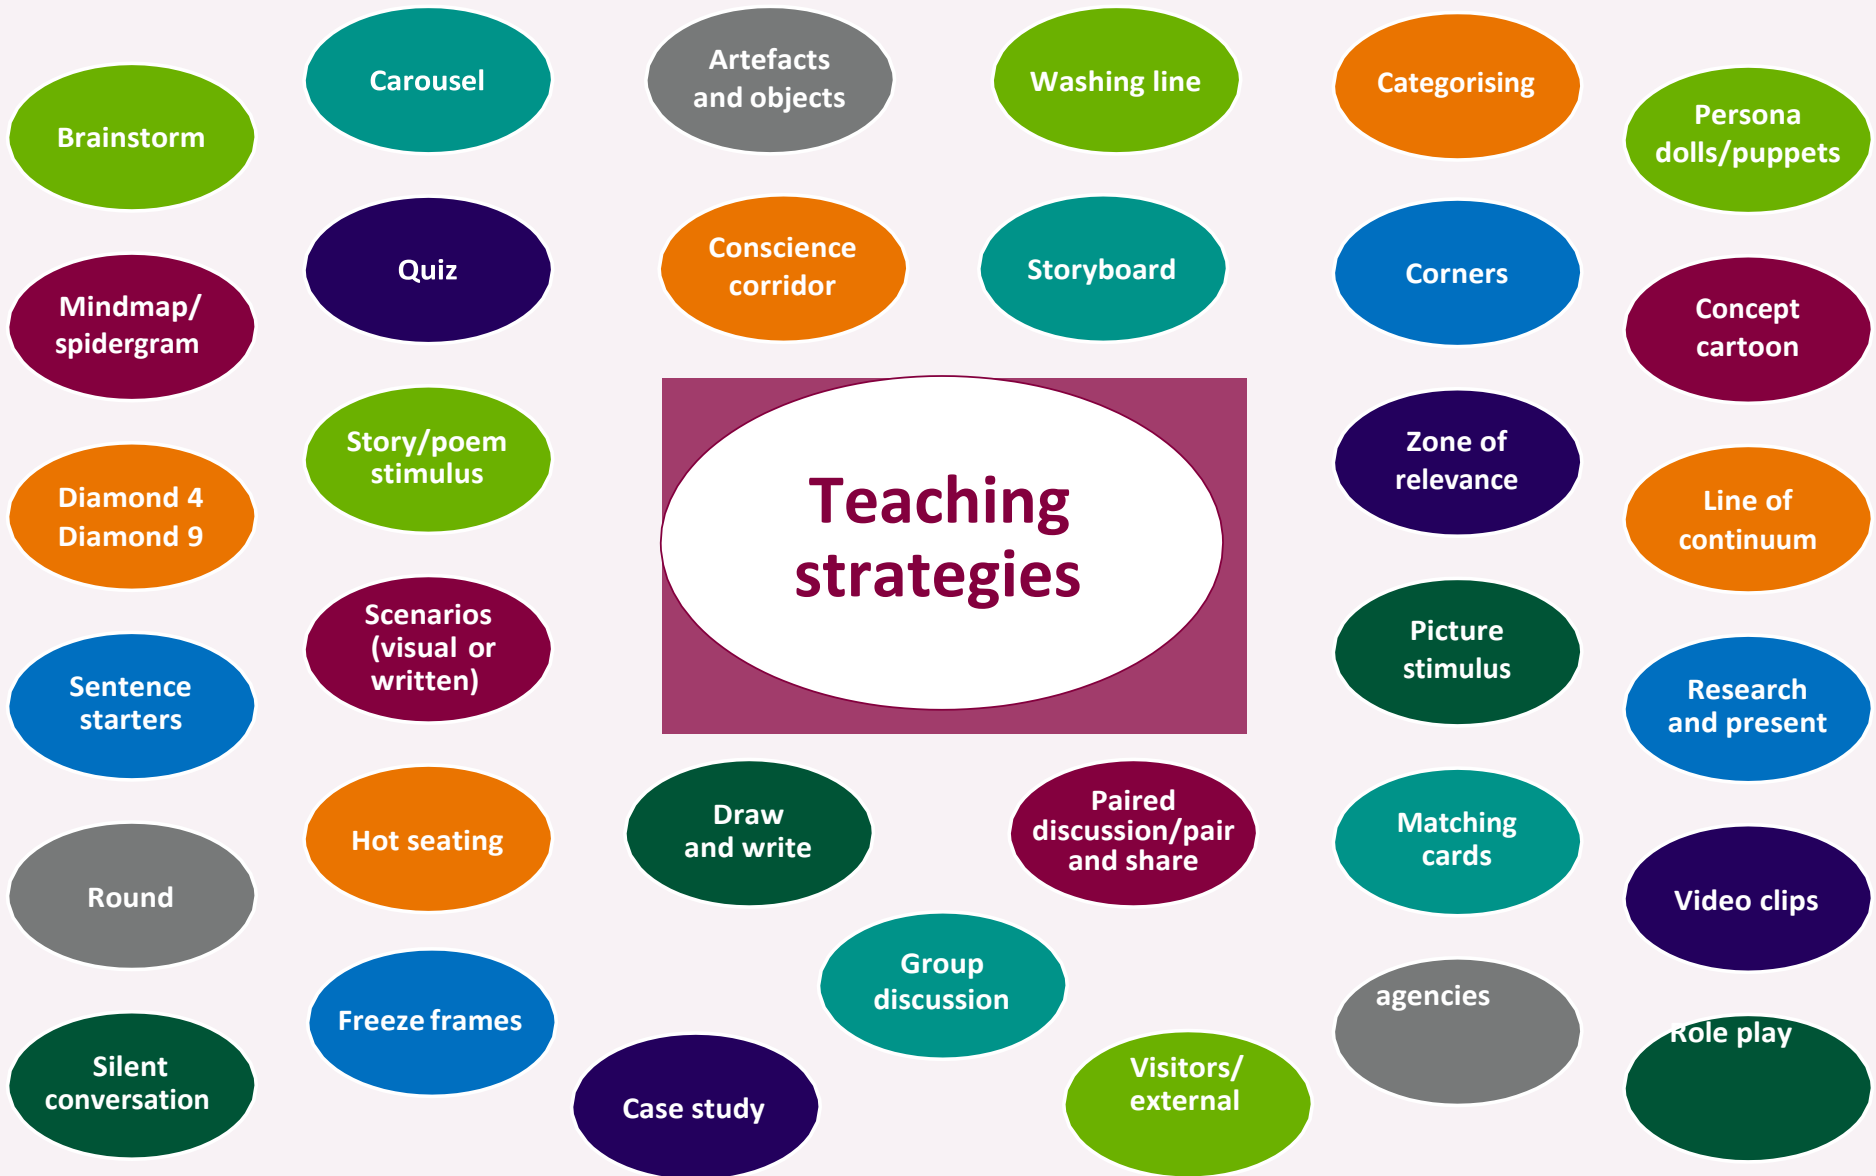 Brainstorm
Carousel
Artefacts
and objects
Washing line
Categorising
Persona
dolls/puppets
Mindmap/
spidergram
Quiz
Conscience
corridor
Storyboard
Corners
Concept
cartoon
Diamond 4
Diamond 9
Story/poem
stimulus
Teaching
strategies
Zone of
relevance
Line of
continuum
Sentence
starters
Scenarios
(visual or
written)
Picture
stimulus
Research
and present
Round
Hot seating
Draw
and write
Paired
discussion/pair
and share
Matching
cards
Video clips
Silent
conversation
Freeze frames
Case study
Group
discussion
Visitors/
external
agencies
Role play